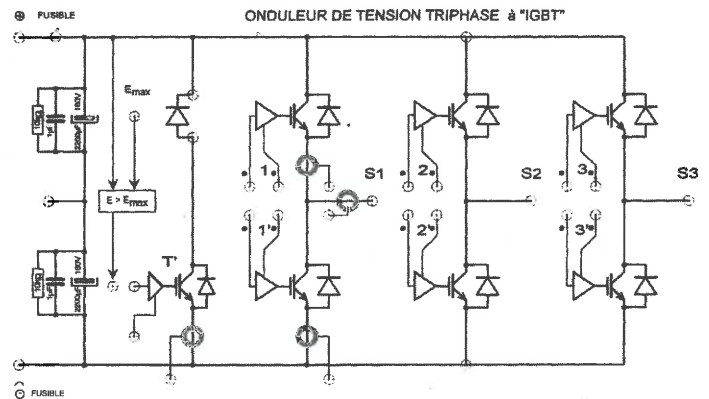 ⊕ FUSIBLE
ONDULEUR DE TENSION TRIPHASE à "IGBT"
Emax
10kΩ
1µf
160V
2200µF
1.
2.
3.
S1
S2
S3
E > Emax
1'
2'
3'
T'
10kΩ
1µf
160V
2200µF
⊖ FUSIBLE